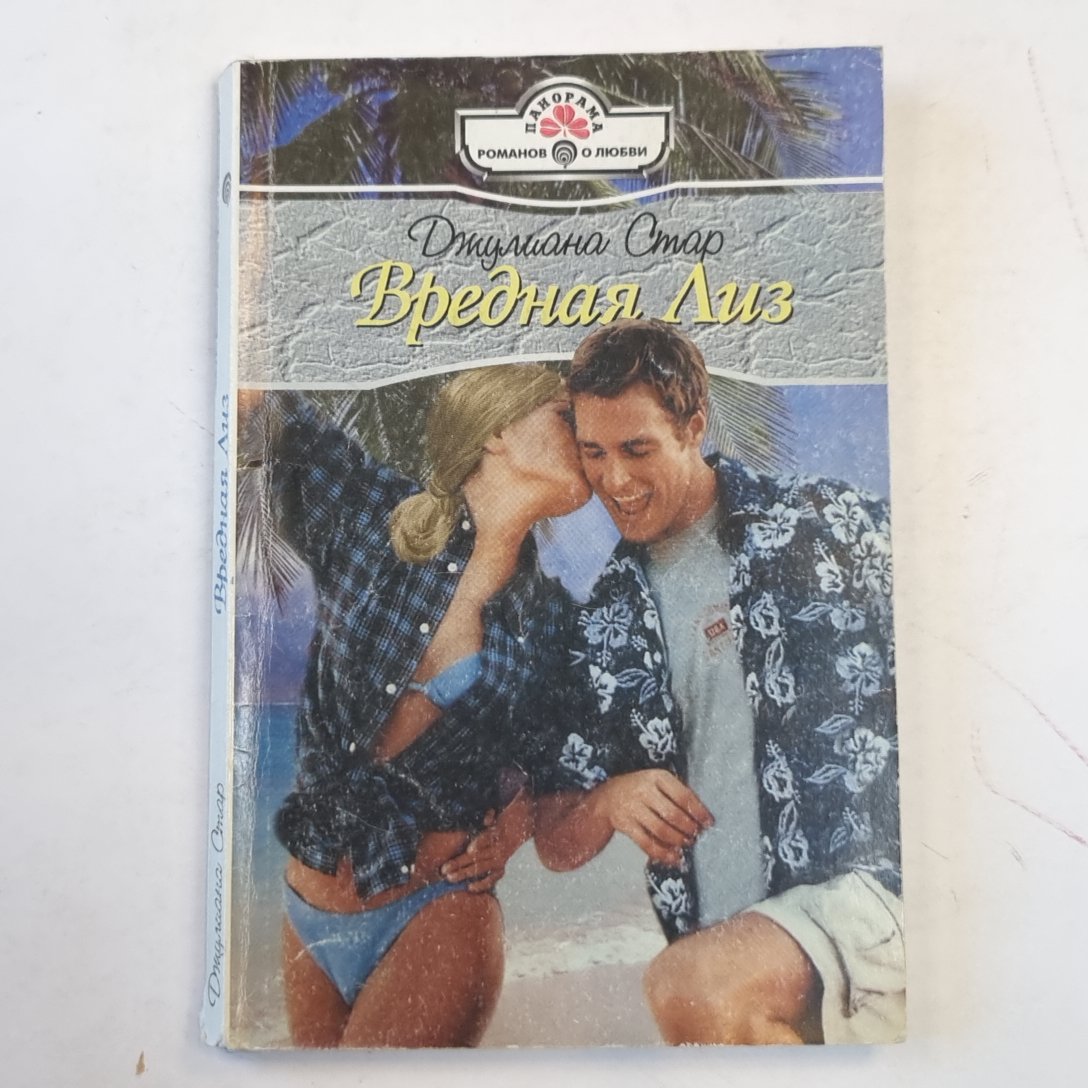 ПАНОРАМА
РОМАНОВ О ЛЮБВИ
Джулиана Стар
Вредная Лиз
Джулиана Стар Вредная Лиз